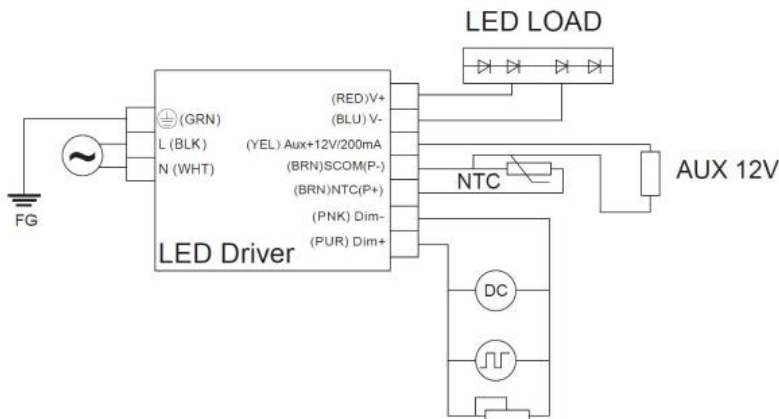 LED LOAD
(RED)V+
(BLU) V-
(YEL) Aux+12V/200mA
(BRN)SCOM(P-)
(BRN)NTC(P+)
(PNK) Dim-
(PUR) Dim+
(GRN)
L (BLK)
N (WHT)
LED Driver
FG
NTC
AUX 12V
DC